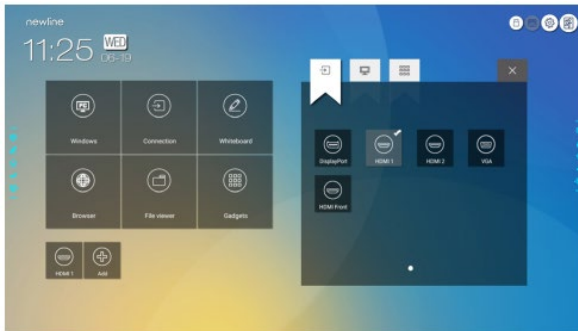 newline
11:25 WED
06-19
PC
Windows
Connection
Whiteboard
Browser
File viewer
Gadgets
HDMI 1
Add
DisplayPort
HDMI 1
HDMI 2
VGA
HDMI Front